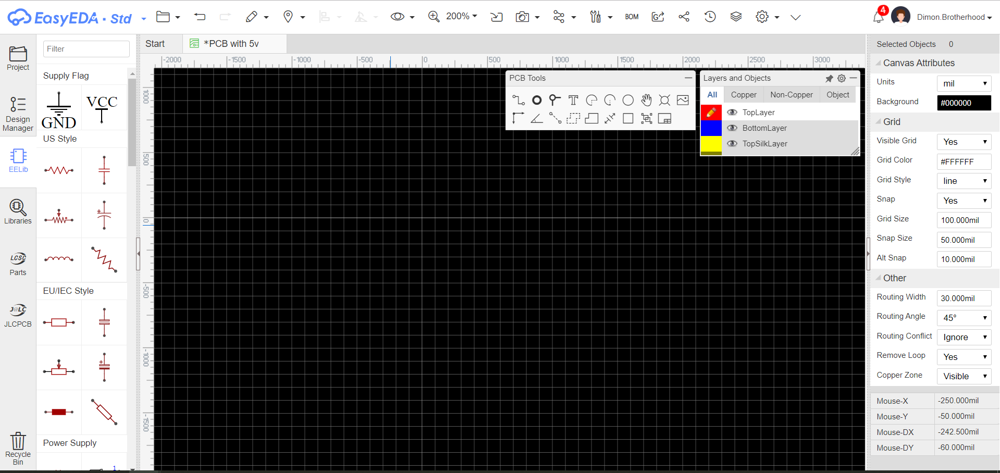 EasyEDA · Std
200%
BOM
4
Dimon.Brotherhood
Project
Design
Manager
EELib
Libraries
LCSC
Parts
J@LC
JLCPCB
Recycle
Bin
Filter
Supply Flag
GND
VCC
US Style
EU/IEC Style
Power Supply
1
Start
*PCB with 5v
-2000
-1500
-1000
-500
0
500
1000
1500
2000
2500
3000
1000
500
0
-500
-1000
-1500
PCB Tools
T
Layers and Objects
All
Copper
Non-Copper
Object
TopLayer
BottomLayer
TopSilkLayer
Selected Objects 0
Canvas Attributes
Units mil
Background #000000
Grid
Visible Grid Yes
Grid Color #FFFFFF
Grid Style line
Snap Yes
Grid Size 100.000mil
Snap Size 50.000mil
Alt Snap 10.000mil
Other
Routing Width 30.000mil
Routing Angle 45°
Routing Conflict Ignore
Remove Loop Yes
Copper Zone Visible
Mouse-X -250.000mil
Mouse-Y -50.000mil
Mouse-DX -242.500mil
Mouse-DY -60.000mil